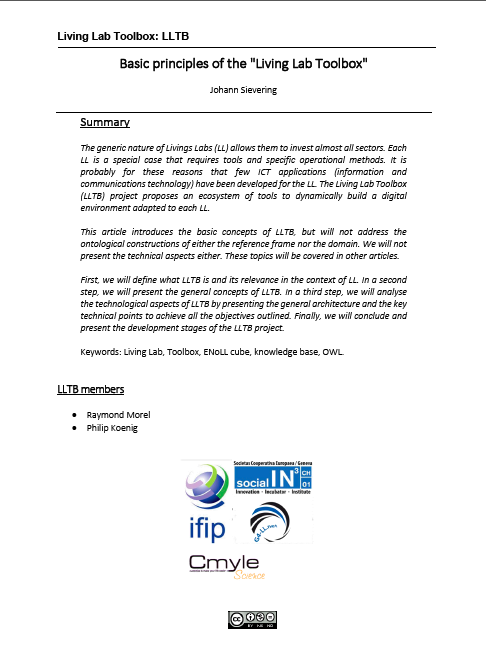 Living Lab Toolbox: LLTB
Basic principles of the "Living Lab Toolbox"
Johann Sievering
Summary
The generic nature of Livings Labs (LL) allows them to invest almost all sectors. Each
LL is a special case that requires tools and specific operational methods. It is
probably for these reasons that few ICT applications (information and
communications technology) have been developed for the LL. The Living Lab Toolbox
(LLTB) project proposes an ecosystem of tools to dynamically build a digital
environment adapted to each LL.
This article introduces the basic concepts of LLTB, but will not address the
ontological constructions of either the reference frame nor the domain. We will not
present the technical aspects either. These topics will be covered in other articles.
First, we will define what LLTB is and its relevance in the context of LL. In a second
step, we will present the general concepts of LLTB. In a third step, we will analyse
the technological aspects of LLTB by presenting the general architecture and the key
technical points to achieve all the objectives outlined. Finally, we will conclude and
present the development stages of the LLTB project.
Keywords: Living Lab, Toolbox, ENoLL cube, knowledge base, OWL.
LLTB members
• Raymond Morel
• Philip Koenig
Societas Cooperativa Europaea / Geneva
social IN3 CH 01
Innovation - Incubator - Institute
ifip
Cmyle
Science
cc
BY NC ND